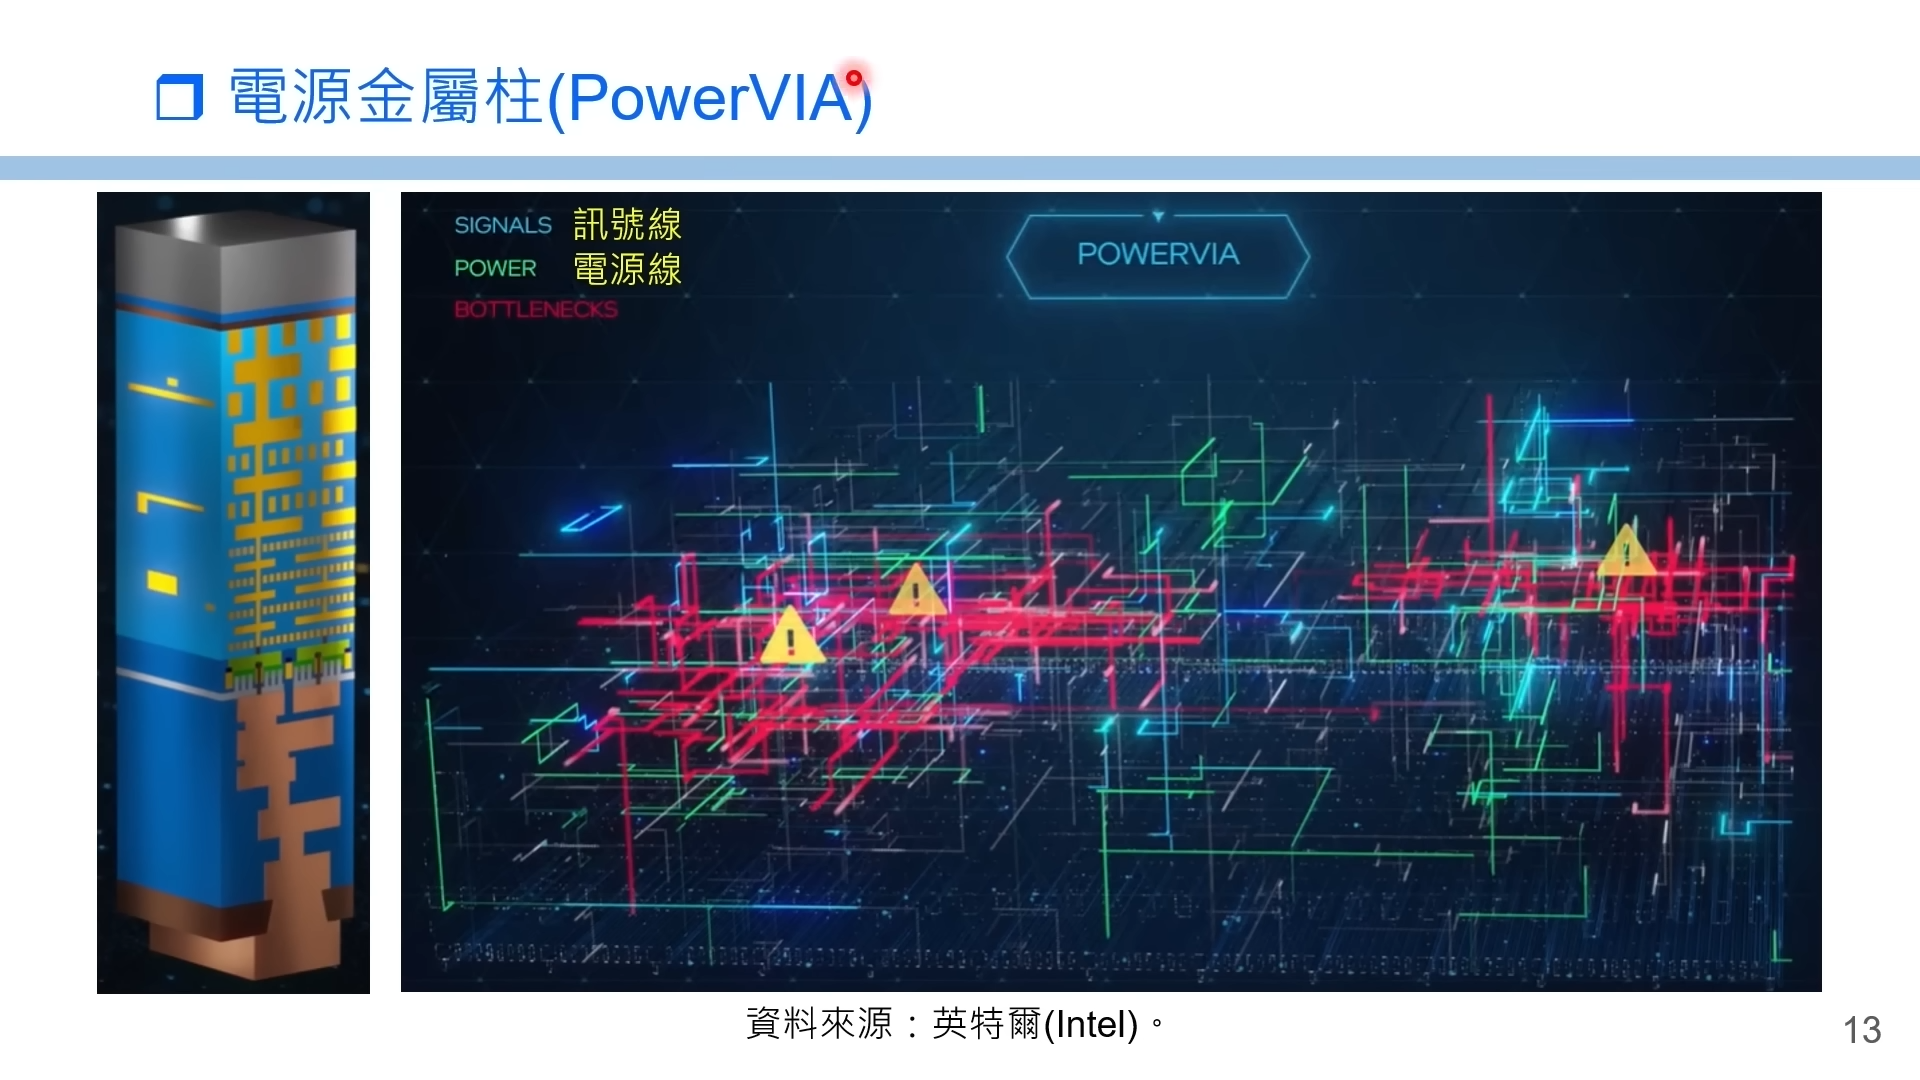 電源金屬柱(PowerVIA)
SIGNALS 訊號線
POWER 電源線
BOTTLENECKS
POWERVIA
資料來源：英特爾(Intel)。
13